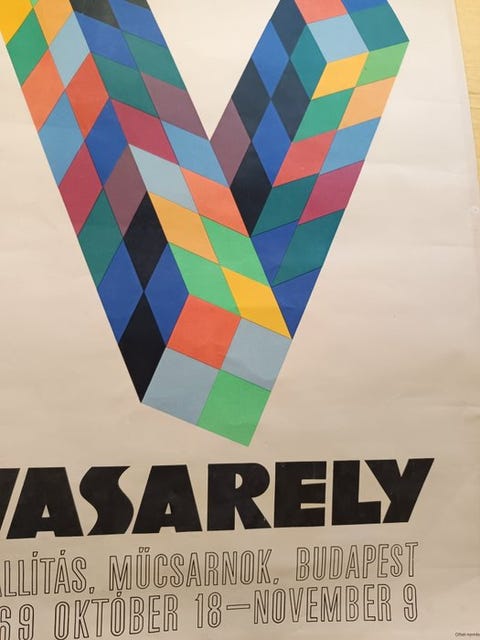 VASARELY
ÁLLÍTÁS, MŰCSARNOK, BUDAPEST
69 OKTÓBER 18—NOVEMBER 9